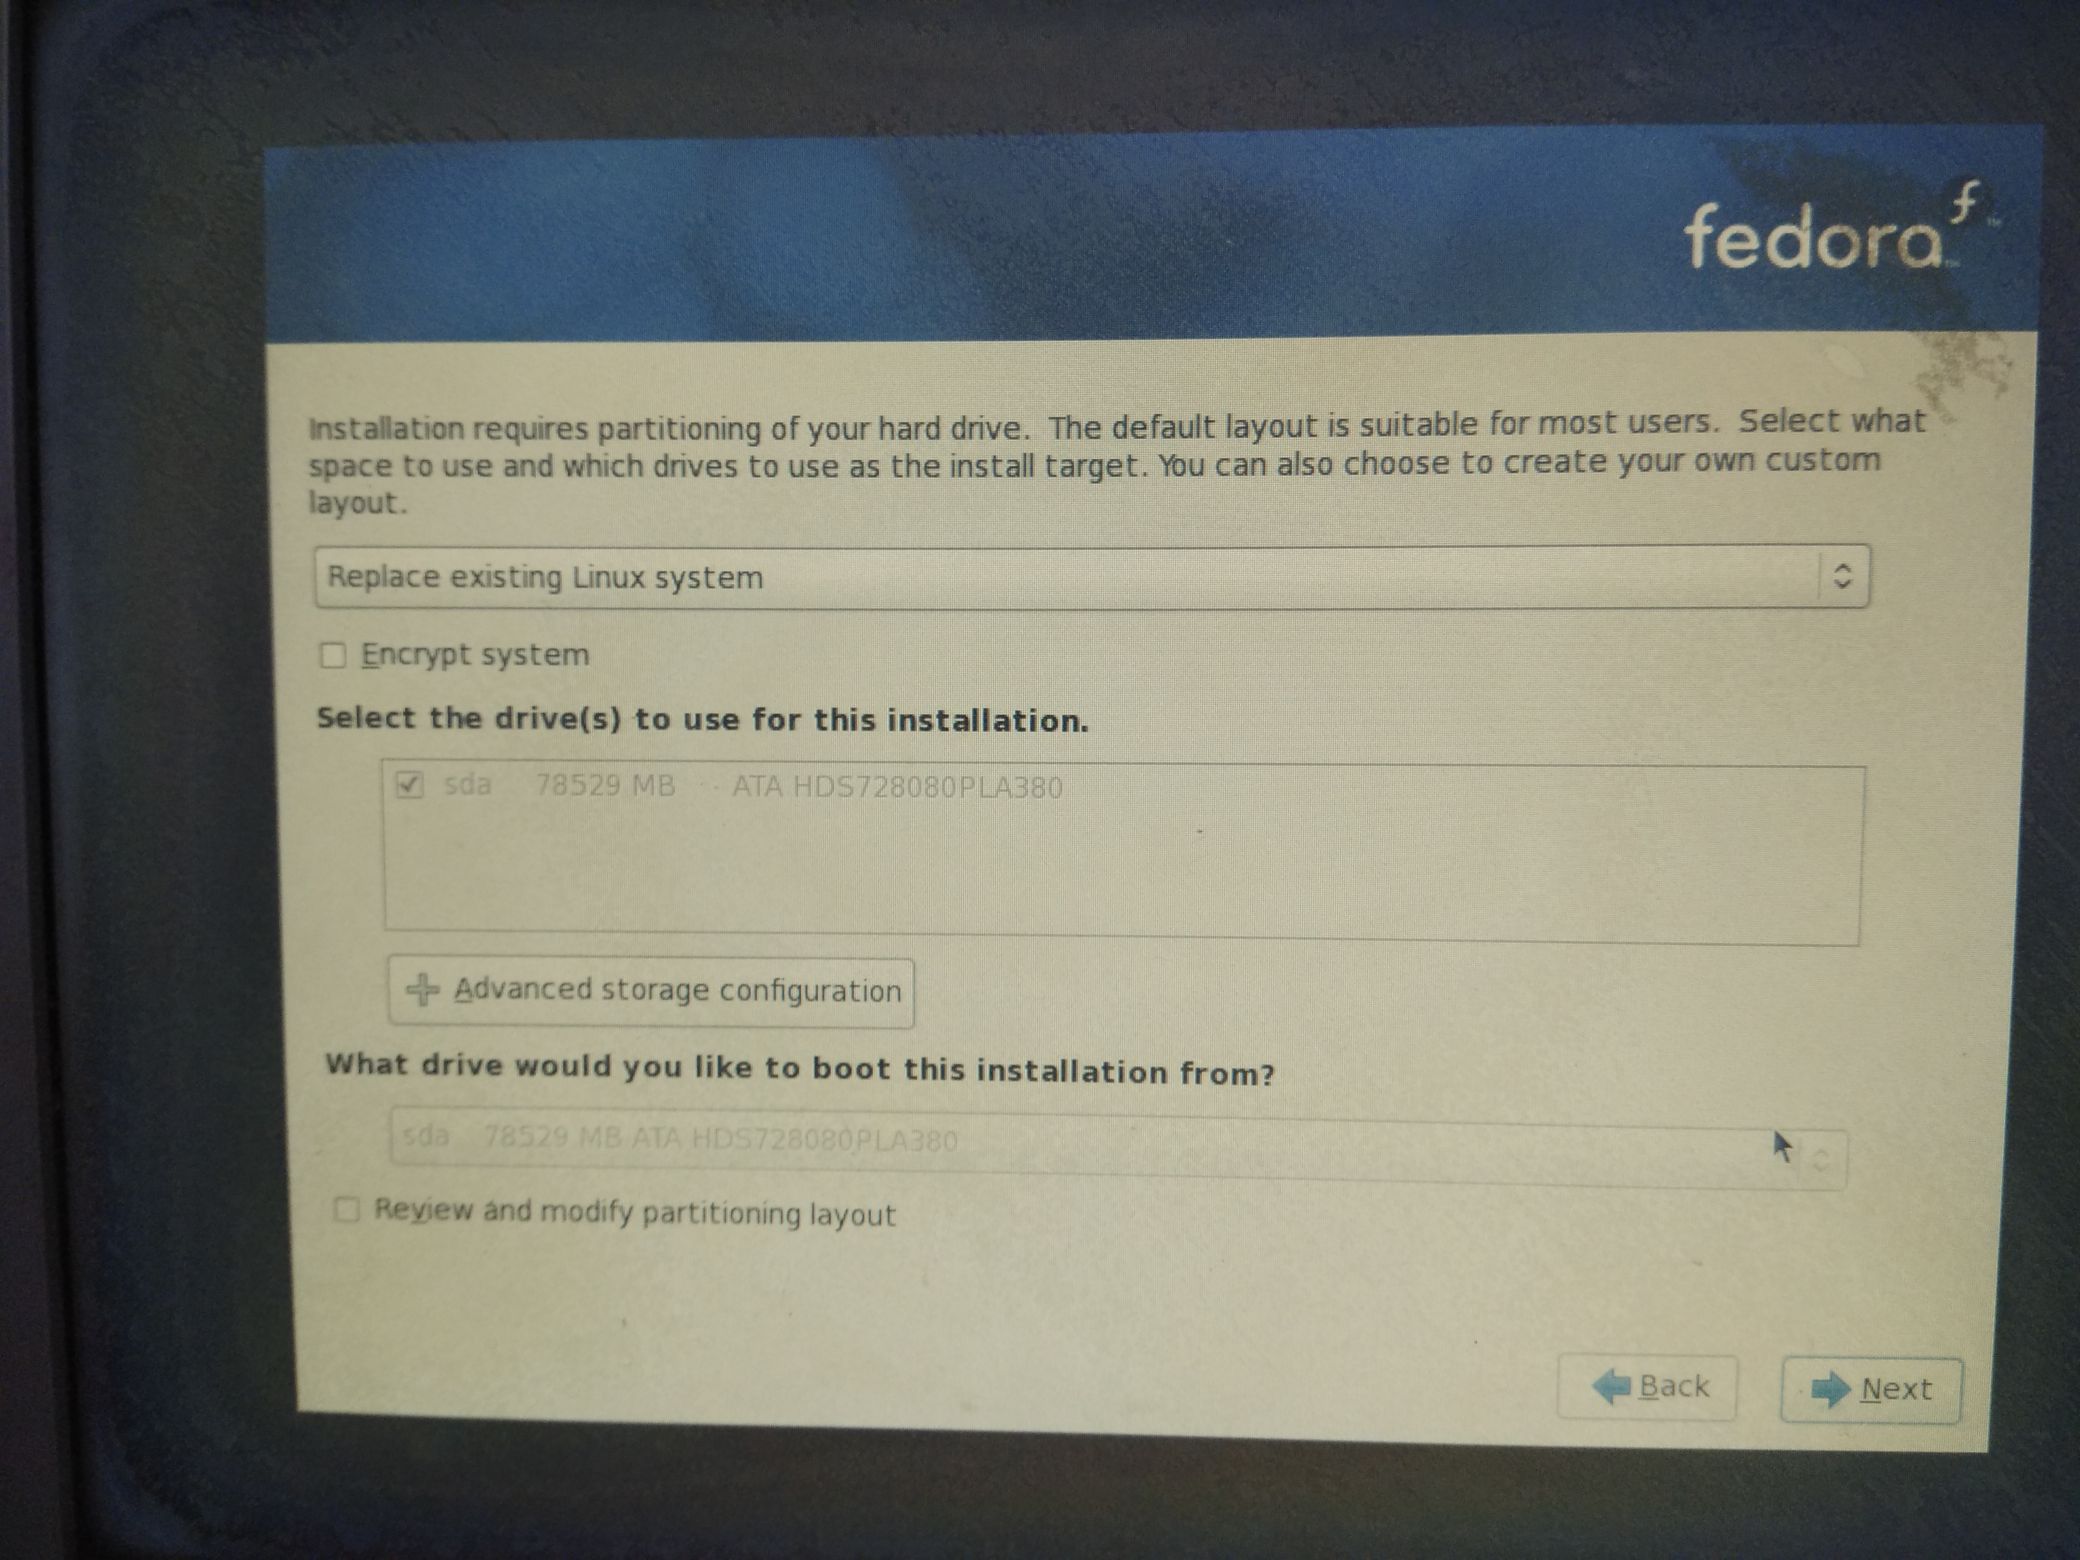 fedora f
Installation requires partitioning of your hard drive. The default layout is suitable for most users. Select what
space to use and which drives to use as the install target. You can also choose to create your own custom
layout.
Replace existing Linux system
Encrypt system
Select the drive(s) to use for this installation.
sda 78529 MB ATA HDS728080PLA380
Advanced storage configuration
What drive would you like to boot this installation from?
sda 78529 MB ATA HDS728080PLA380
Review and modify partitioning layout
Back Next